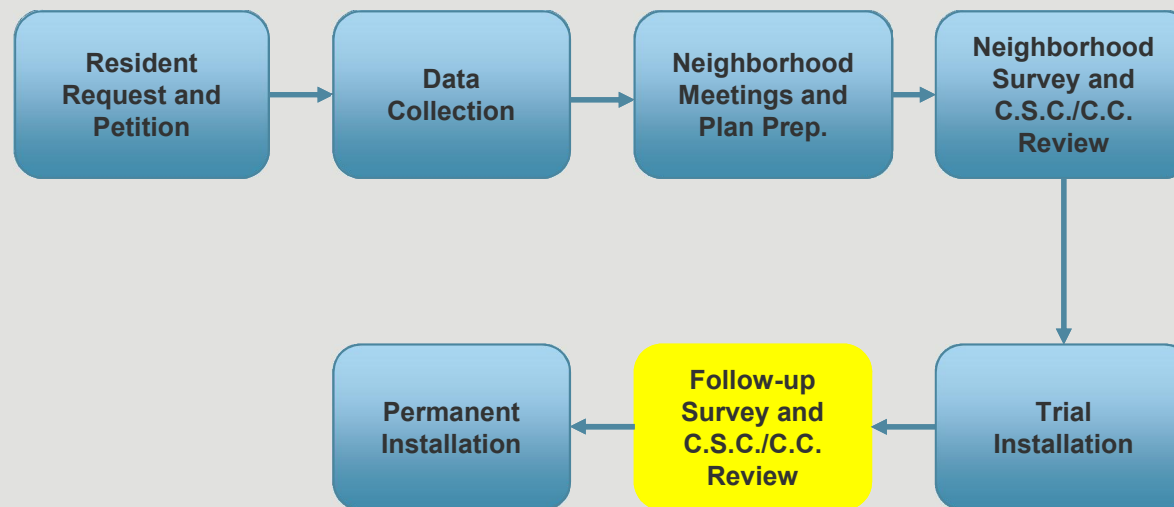 Resident
Request and
Petition
Data
Collection
Neighborhood
Meetings and
Plan Prep.
Neighborhood
Survey and
C.S.C./C.C.
Review
Trial
Installation
Follow-up
Survey and
C.S.C./C.C.
Review
Permanent
Installation